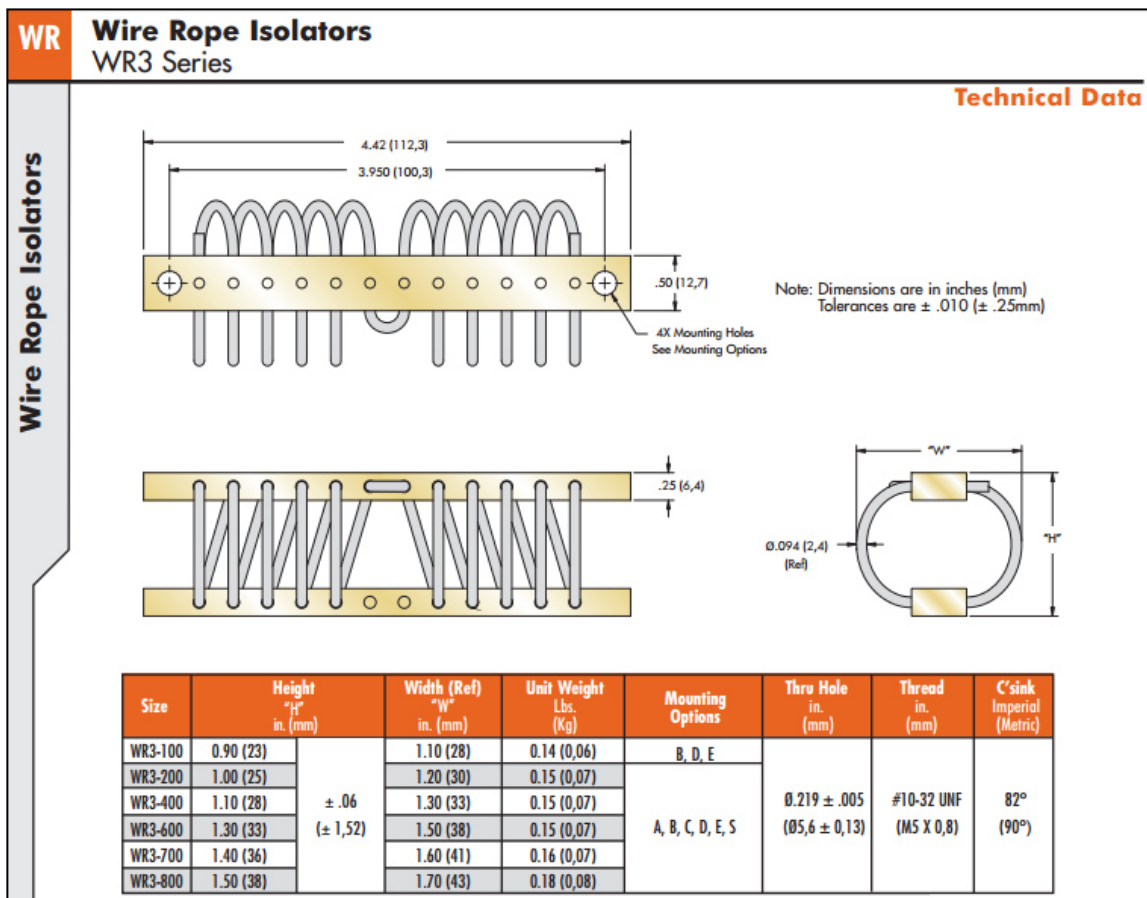 WR
Wire Rope Isolators
WR3 Series
Technical Data
Wire Rope Isolators
4.42 (112,3)
3.950 (100,3)
.50 (12,7)
Note: Dimensions are in inches (mm)
Tolerances are ± .010 (± .25mm)
4X Mounting Holes
See Mounting Options
.25 (6,4)
"W"
"H"
Ø.094 (2,4)
(Ref)
Size Height "H" in. (mm) Width (Ref) "W" in. (mm) Unit Weight Lbs. (Kg) Mounting Options Thru Hole in. (mm) Thread in. (mm) C'sink Imperial (Metric)
WR3-100 0.90 (23) 1.10 (28) 0.14 (0,06) B, D, E
WR3-200 1.00 (25) 1.20 (30) 0.15 (0,07)
WR3-400 1.10 (28) ± .06 1.30 (33) 0.15 (0,07) Ø.219 ± .005 #10-32 UNF 82°
WR3-600 1.30 (33) (± 1,52) 1.50 (38) 0.15 (0,07) A, B, C, D, E, S (Ø5,6 ± 0,13) (M5 X 0,8) (90°)
WR3-700 1.40 (36) 1.60 (41) 0.16 (0,07)
WR3-800 1.50 (38) 1.70 (43) 0.18 (0,08)